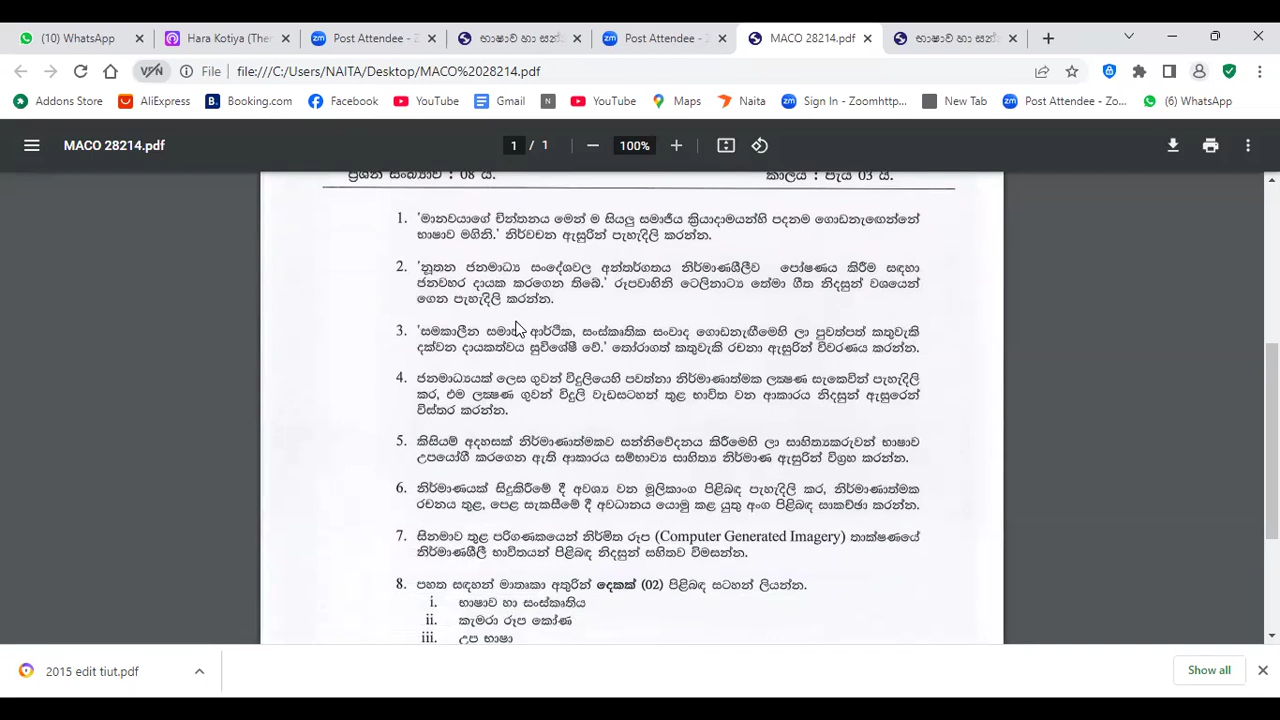 (10) WhatsApp
Hara Kotiya (Ther
Post Attendee - Z
භාෂාව හා සන්
Post Attendee - Z
MACO 28214.pdf
භාෂාව හා සන්
VPN
File file:///C:/Users/NAITA/Desktop/MACO%2028214.pdf
Addons Store
AliExpress
Booking.com
Facebook
YouTube
Gmail
YouTube
Maps
Naita
Sign In - Zoomhttp...
New Tab
Post Attendee - Zo...
(6) WhatsApp
MACO 28214.pdf
1 / 1
100%
ප්‍රශ්න සංඛ්‍යාව : 08 යි. කාලය : පැය 03 යි.
1. 'මානවයාගේ චින්තනය මෙන් ම සියලු සමාජීය ක්‍රියාදාමයන්හි පදනම ගොඩනැඟෙන්නේ
භාෂාව මගිනි.' නිර්වචන ඇසුරින් පැහැදිලි කරන්න.
2. 'නූතන ජනමාධ්‍ය සංදේශවල අන්තර්ගතය නිර්මාණශීලීව පෝෂණය කිරීම සඳහා
ජනවහර දායක කරගෙන තිබේ.' රූපවාහිනි ටෙලිනාට්‍ය තේමා ගීත නිදසුන් වශයෙන්
ගෙන පැහැදිලි කරන්න.
3. 'සමකාලීන ආර්ථික, සංස්කෘතික සංවාද ගොඩනැඟීමෙහි ලා පුවත්පත් කතුවැකි
දක්වන දායකත්වය සුවිශේෂී වේ.' තෝරාගත් කතුවැකි රචනා ඇසුරින් විවරණය කරන්න.
4. ජනමාධ්‍යයක් ලෙස ගුවන් විදුලියෙහි පවත්නා නිර්මාණාත්මක ලක්‍ෂණ සැකෙවින් පැහැදිලි
කර, එම ලක්‍ෂණ ගුවන් විදුලි වැඩසටහන් තුළ භාවිත වන ආකාරය නිදසුන් ඇසුරෙන්
විස්තර කරන්න.
5. කිසියම් අදහසක් නිර්මාණාත්මකව සන්නිවේදනය කිරීමෙහි ලා සාහිත්‍යකරුවන් භාෂාව
උපයෝගී කරගෙන ඇති ආකාරය සම්භාව්‍ය සාහිත්‍ය නිර්මාණ ඇසුරින් විග්‍රහ කරන්න.
6. නිර්මාණයක් සිදුකිරීමේ දී අවශ්‍ය වන මූලිකාංග පිළිබඳ පැහැදිලි කර, නිර්මාණාත්මක
රචනය තුළ, පෙළ සැකසීමේ දී අවධානය යොමු කළ යුතු අංග පිළිබඳ සාකච්ඡා කරන්න.
7. සිනමාව තුළ පරිගණකයෙන් නිර්මිත රූප (Computer Generated Imagery) තාක්ෂණයේ
නිර්මාණශීලී භාවිතයන් පිළිබඳ නිදසුන් සහිතව විමසන්න.
8. පහත සඳහන් මාතෘකා අතුරින් දෙකක් (02) පිළිබඳ සටහන් ලියන්න.
i. භාෂාව හා සංස්කෘතිය
ii. කැමරා රූප කෝණ
iii. උප භාෂා
2015 edit tiut.pdf
Show all